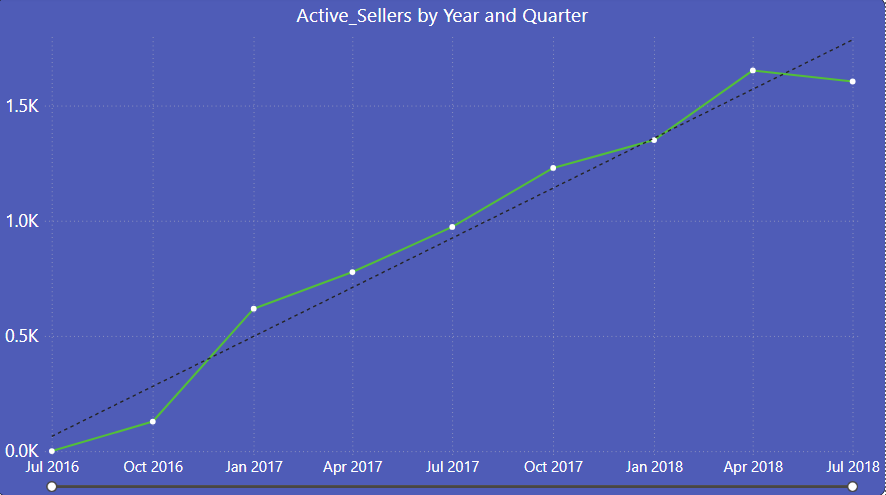 Active_Sellers by Year and Quarter
1.5K
1.0K
0.5K
0.0K
Jul 2016 Oct 2016 Jan 2017 Apr 2017 Jul 2017 Oct 2017 Jan 2018 Apr 2018 Jul 2018